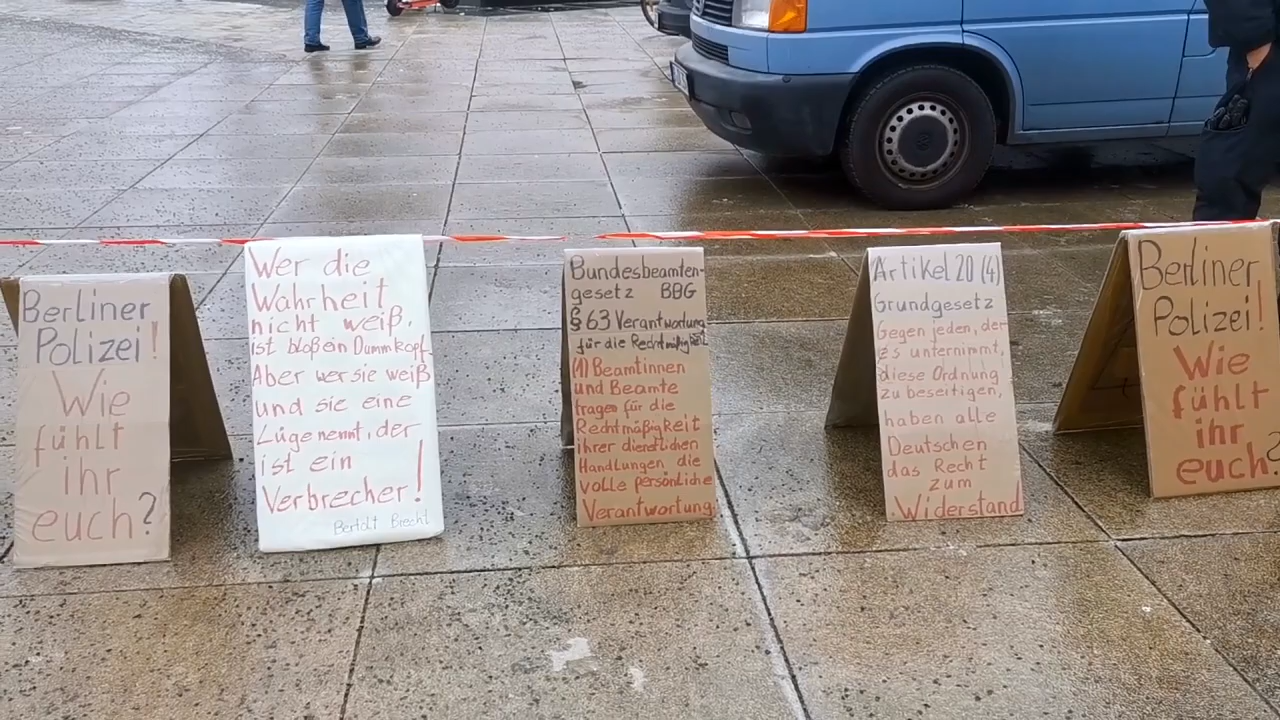 Berliner
Polizei!
Wie
fühlt
ihr
euch?
Wer die
Wahrheit
nicht weiß,
ist bloß ein Dummkopf.
Aber wer sie weiß
und sie eine
Lüge nennt, der
ist ein
Verbrecher!
Bertolt Brecht
Bundesbeamten-
gesetz BBG
§ 63 Verantwortung
für die Rechtmäßigkeit
(1) Beamtinnen
und Beamte
tragen für die
Rechtmäßigkeit
ihrer dienstlichen
Handlungen die
volle persönliche
Verantwortung
Artikel 20 (4)
Grundgesetz
Gegen jeden, der
es unternimmt,
diese Ordnung
zu beseitigen,
haben alle
Deutschen
das Recht
zum
Widerstand
Berliner
Polizei!
Wie
fühlt
ihr
euch?